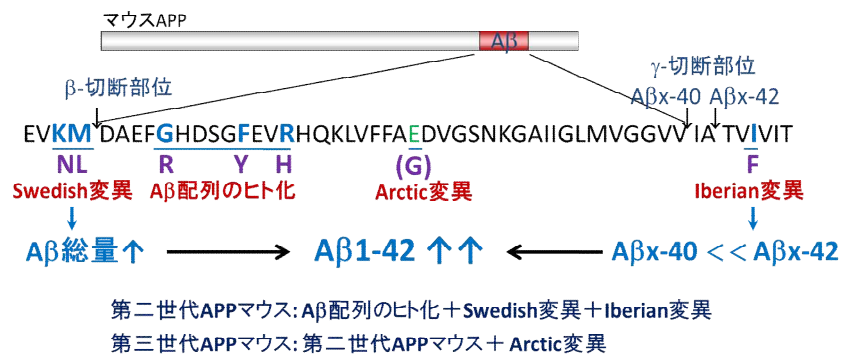 マウスAPP
Aβ
β-切断部位
γ-切断部位
Aβx-40 Aβx-42
EVKMDAEFGHDSGFEVRHQKLVFFAEDVGSNKGAIIGLMVGGVVIATVIVIT
NL R Y H (G) F
Swedish変異 Aβ配列のヒト化 Arctic変異 Iberian変異
Aβ総量↑ Aβ1-42 ↑↑ Aβx-40 << Aβx-42
第二世代APPマウス: Aβ配列のヒト化+Swedish変異+Iberian変異
第三世代APPマウス: 第二世代APPマウス+ Arctic変異